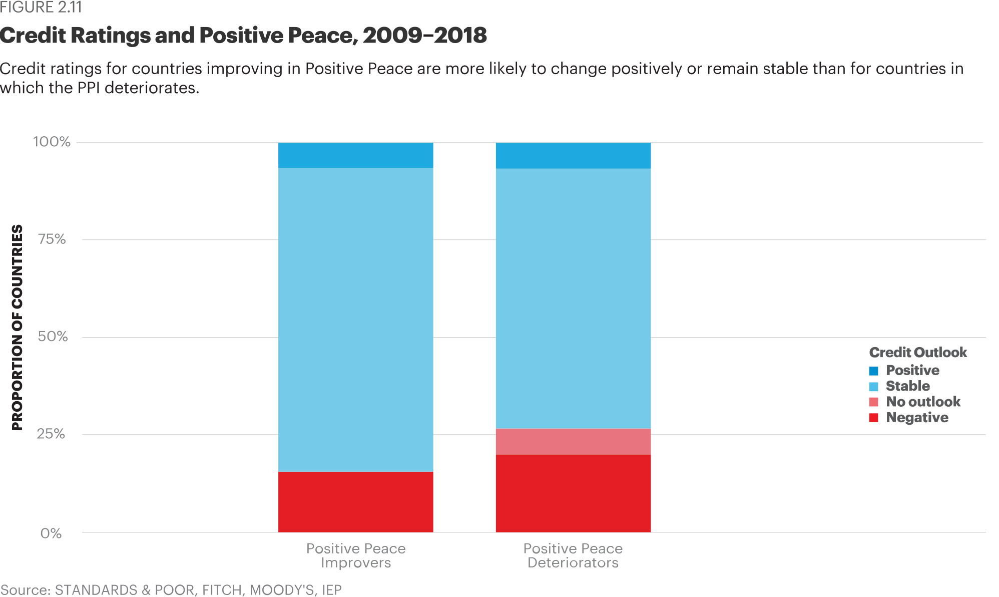 FIGURE 2.11
Credit Ratings and Positive Peace, 2009–2018
Credit ratings for countries improving in Positive Peace are more likely to change positively or remain stable than for countries in
which the PPI deteriorates.
100%
75%
50%
25%
0%
PROPORTION OF COUNTRIES
Credit Outlook
Positive
Stable
No outlook
Negative
Positive Peace
Improvers
Positive Peace
Deteriorators
Source: STANDARDS & POOR, FITCH, MOODY'S, IEP